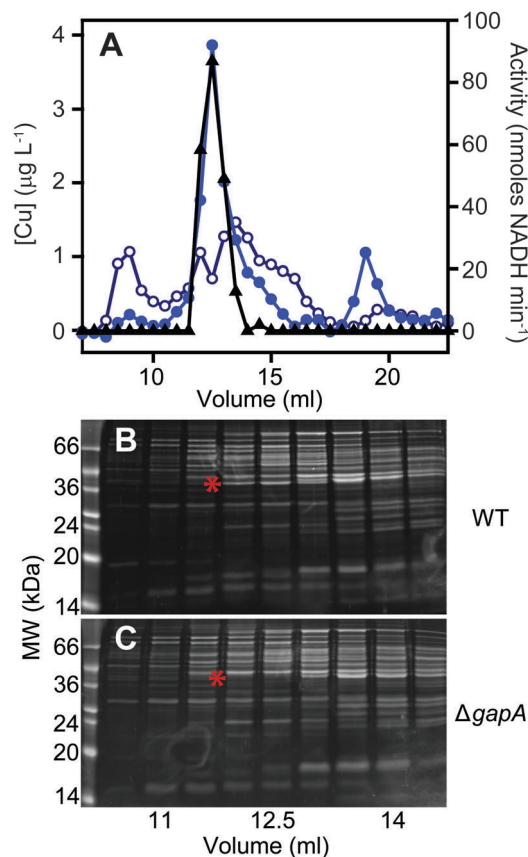 A
[Cu] (µg L⁻¹)
4
3
2
1
0
100
80
60
40
20
0
Activity (nmoles NADH min⁻¹)
10
15
20
Volume (ml)
B
66
36
24
20
14
*
WT
MW (kDa)
C
66
36
24
20
14
*
ΔgapA
11
12.5
14
Volume (ml)